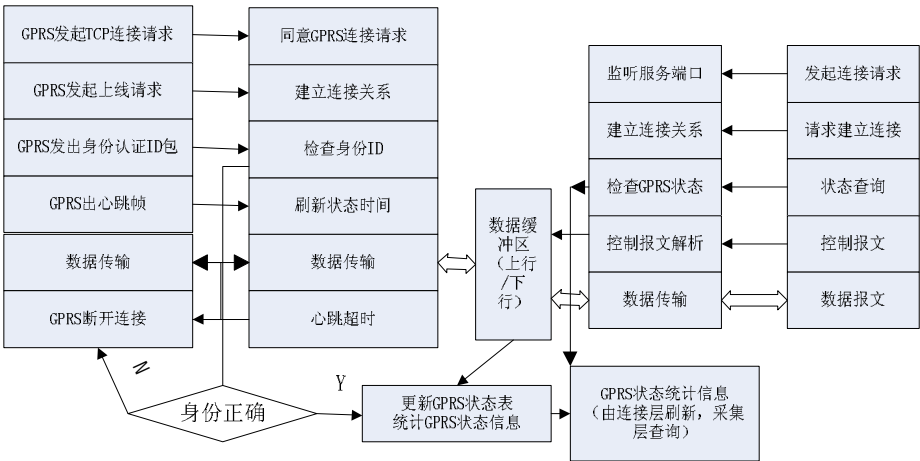 GPRS发起TCP连接请求
GPRS发起上线请求
GPRS发出身份认证ID包
GPRS出心跳帧
数据传输
GPRS断开连接
同意GPRS连接请求
建立连接关系
检查身份ID
刷新状态时间
数据传输
心跳超时
数据缓
冲区
（上行
/下
行）
监听服务端口
建立连接关系
检查GPRS状态
控制报文解析
数据传输
发起连接请求
请求建立连接
状态查询
控制报文
数据报文
N
身份正确
Y
更新GPRS状态表
统计GPRS状态信息
GPRS状态统计信息
（由连接层刷新，采集
层查询）